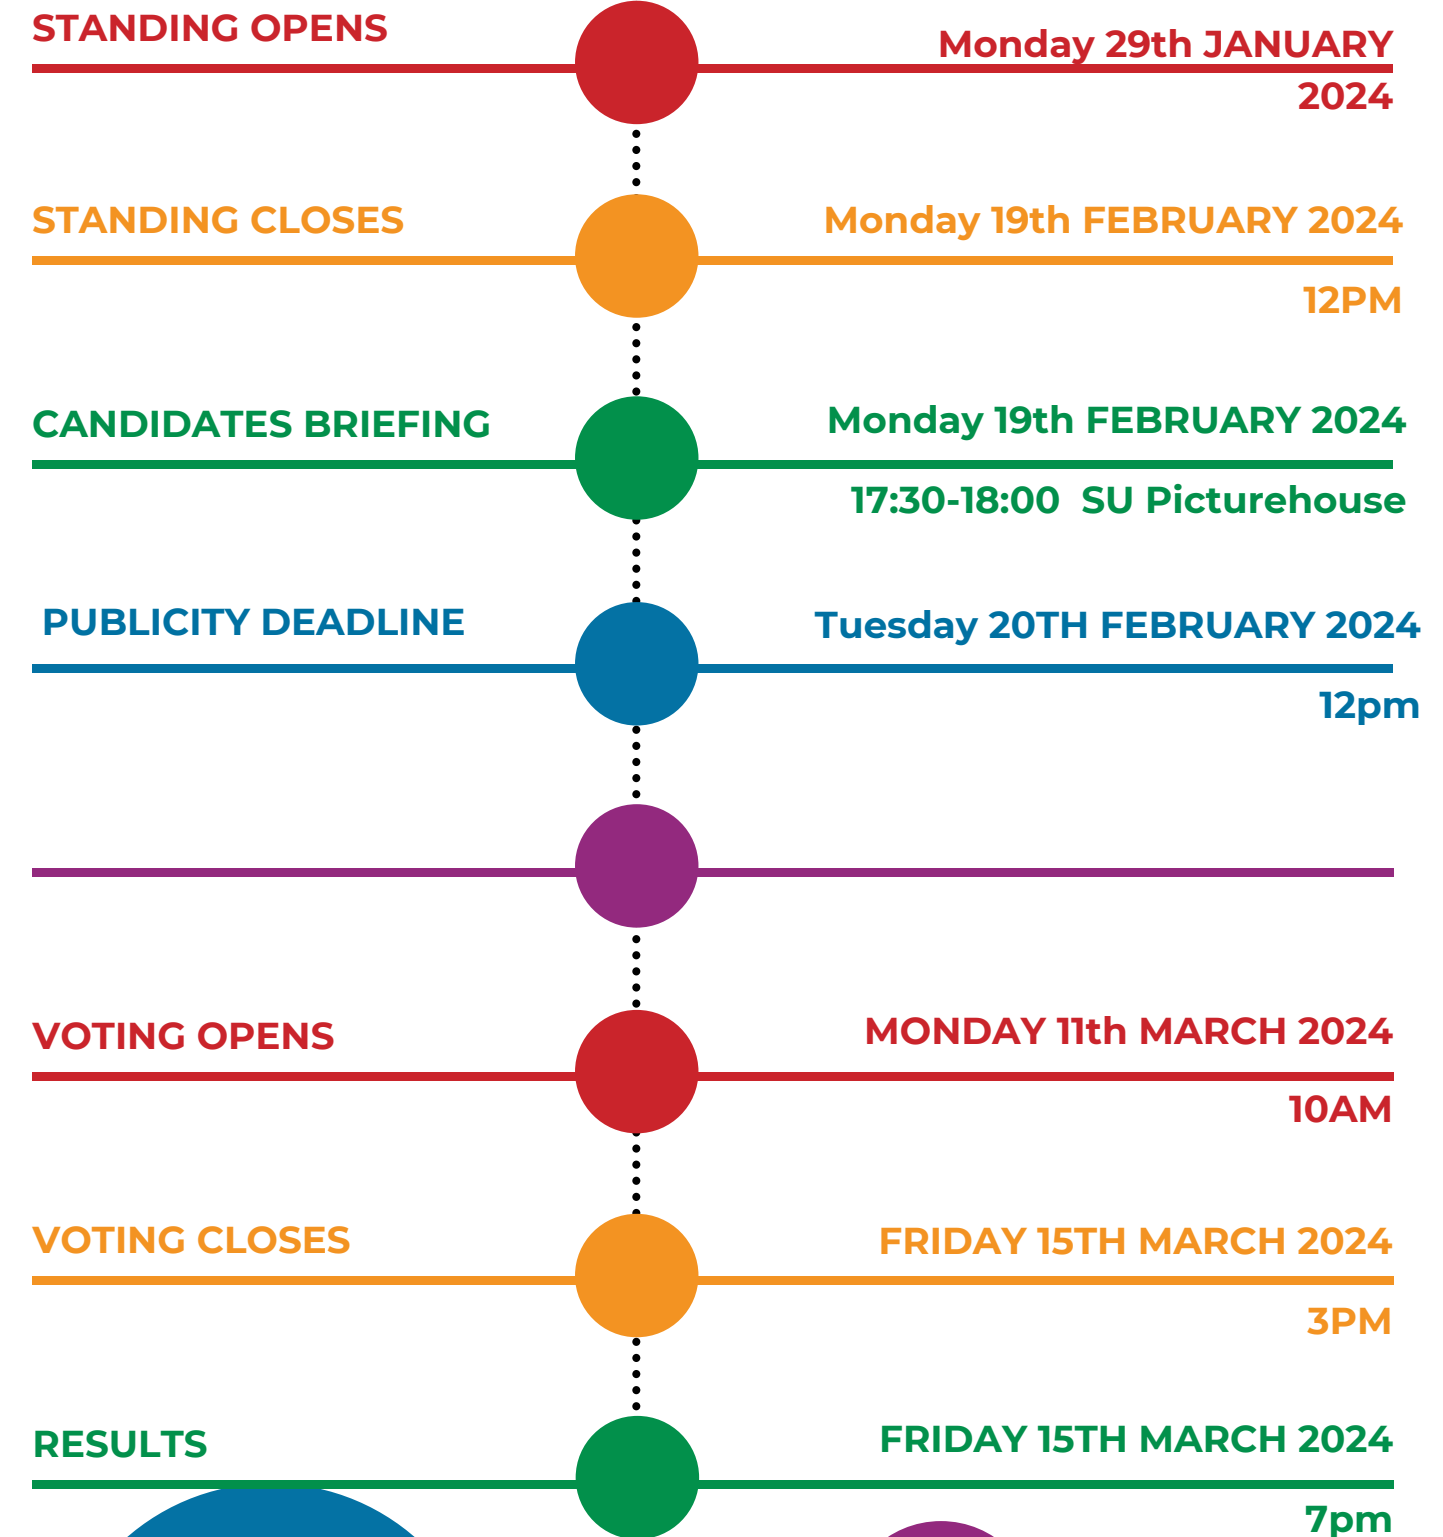 STANDING OPENS
Monday 29th JANUARY
2024
STANDING CLOSES
Monday 19th FEBRUARY 2024
12PM
CANDIDATES BRIEFING
Monday 19th FEBRUARY 2024
17:30-18:00  SU Picturehouse
PUBLICITY DEADLINE
Tuesday 20TH FEBRUARY 2024
12pm
VOTING OPENS
MONDAY 11th MARCH 2024
10AM
VOTING CLOSES
FRIDAY 15TH MARCH 2024
3PM
RESULTS
FRIDAY 15TH MARCH 2024
7pm